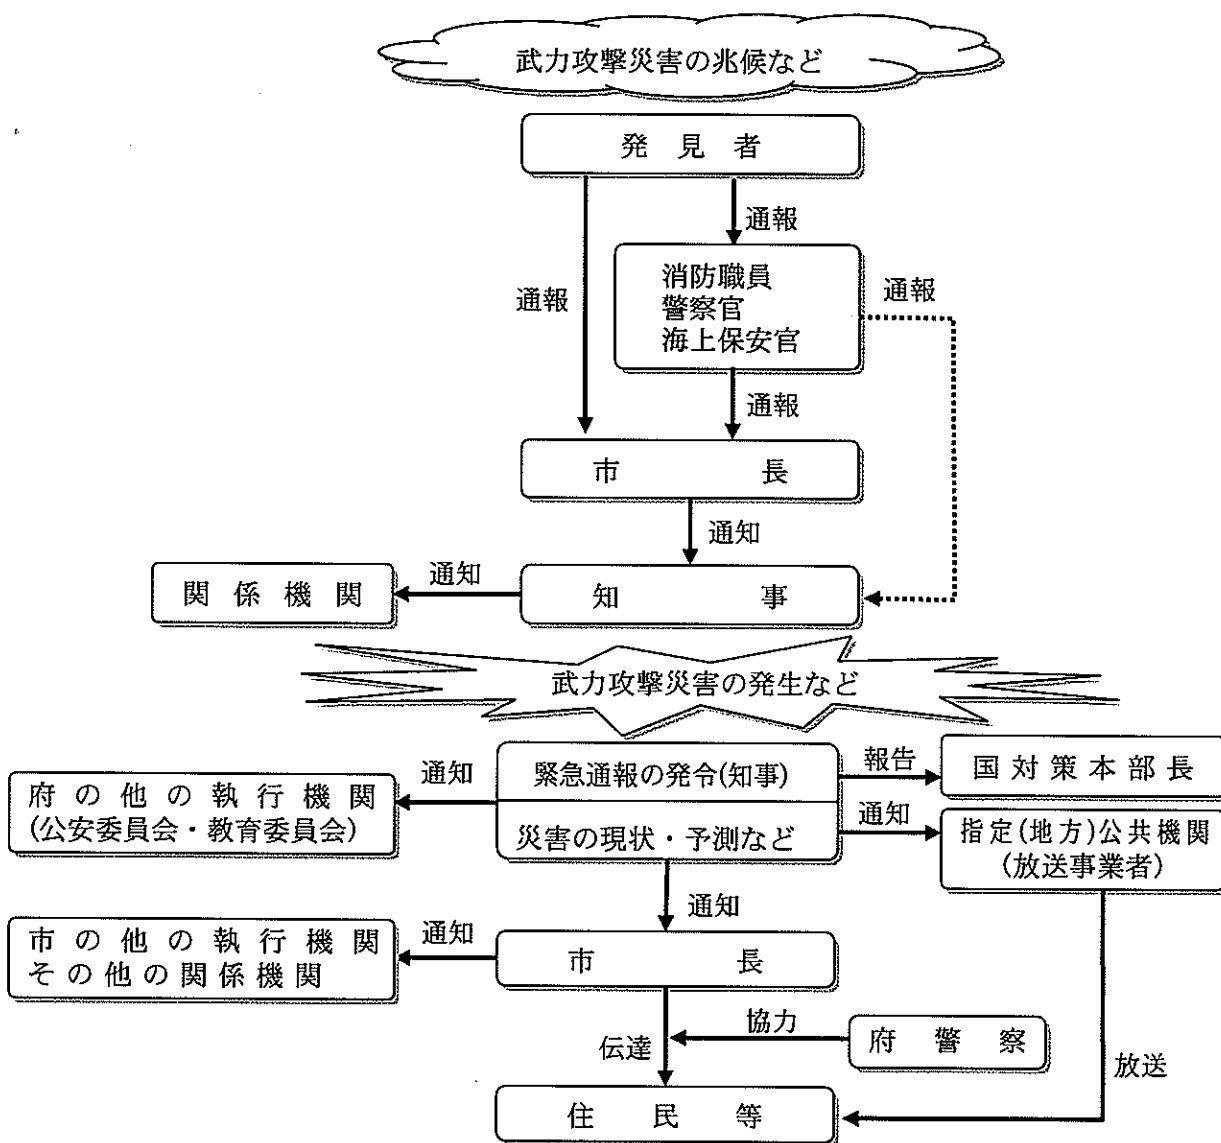 武力攻撃災害の兆候など
発見者
通報
消防職員
警察官
海上保安官
通報
通報
通報
市長
通知
関係機関
通知
知事
武力攻撃災害の発生など
府の他の執行機関
(公安委員会・教育委員会)
通知
緊急通報の発令(知事)
災害の現状・予測など
報告
国対策本部長
通知
指定(地方)公共機関
(放送事業者)
通知
市の他の執行機関
その他の関係機関
通知
市長
協力
府警察
伝達
放送
住民等